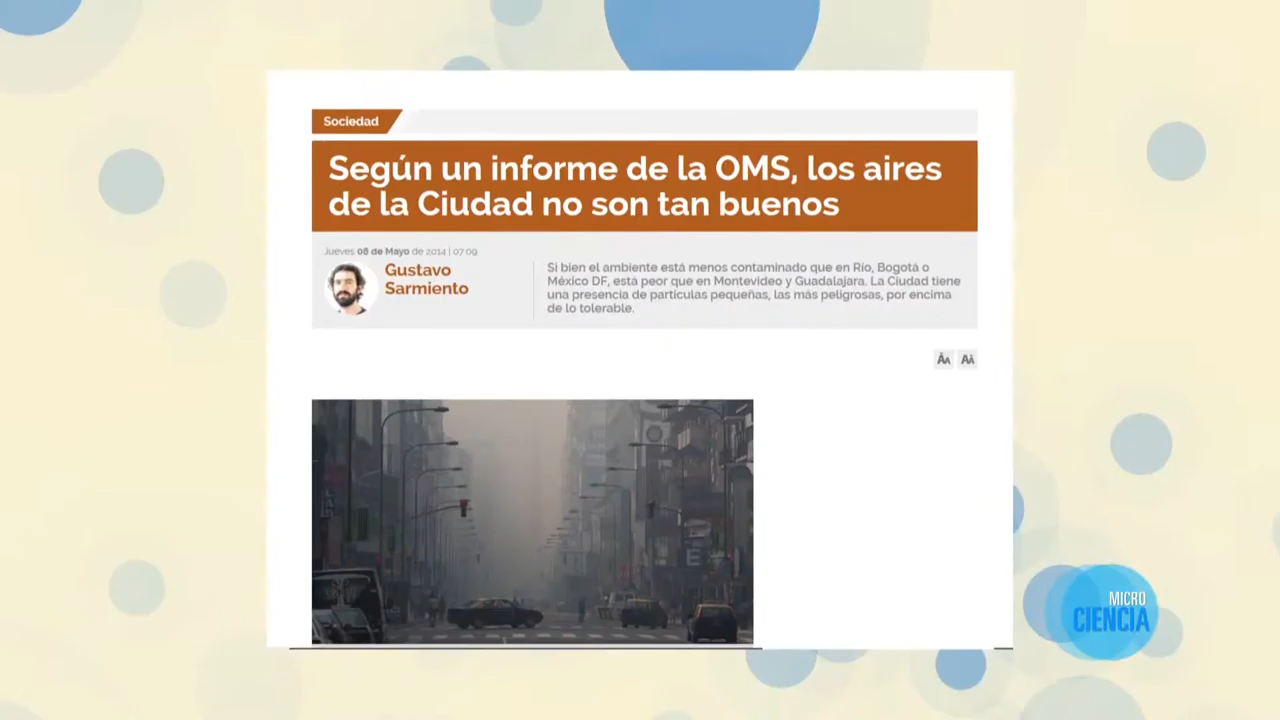 Sociedad
Según un informe de la OMS, los aires
de la Ciudad no son tan buenos
Jueves 08 de Mayo de 2014 | 07:09
Gustavo
Sarmiento
Si bien el ambiente está menos contaminado que en Río, Bogotá o
México DF, está peor que en Montevideo y Guadalajara. La Ciudad tiene
una presencia de partículas pequeñas, las más peligrosas, por encima
de lo tolerable.
E
MICRO
CIENCIA